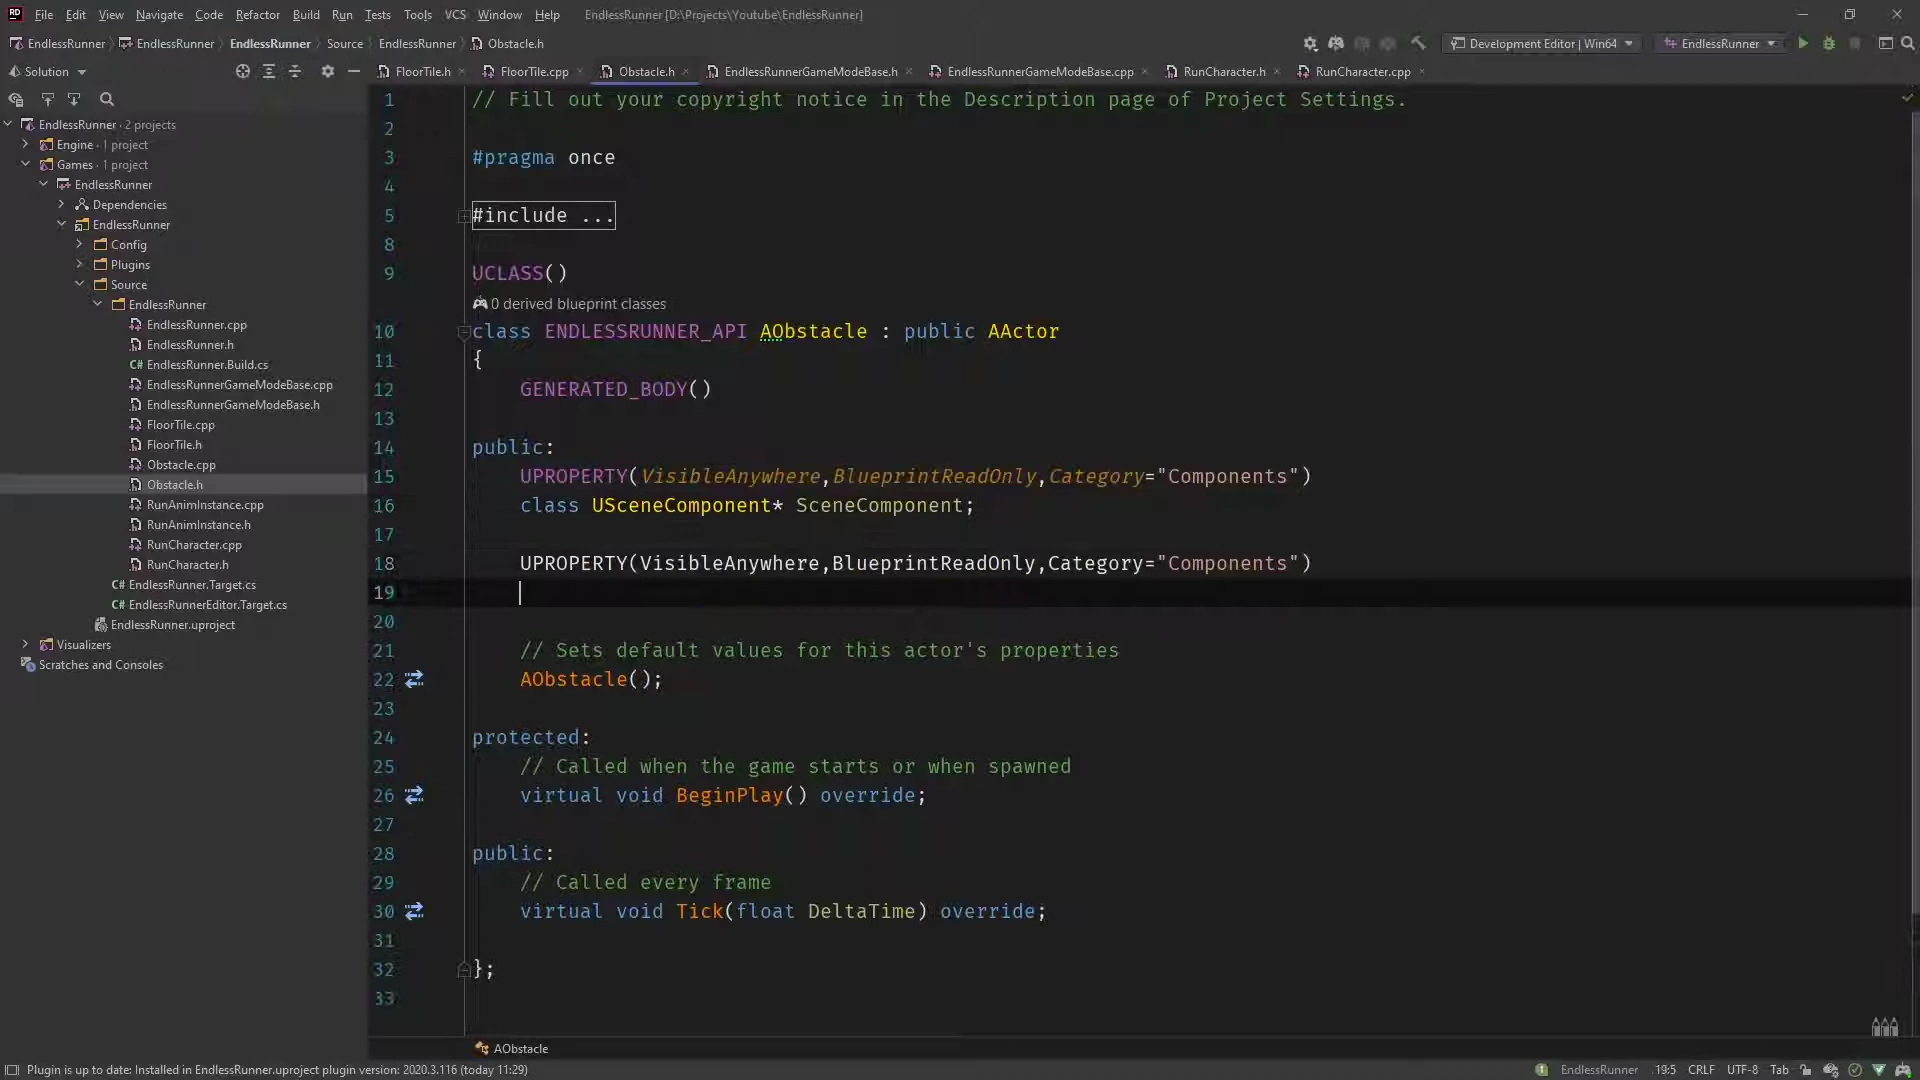 RD File Edit View Navigate Code Refactor Build Run Tests Tools VCS Window Help EndlessRunner [D:\Projects\Youtube\EndlessRunner]
EndlessRunner EndlessRunner EndlessRunner Source EndlessRunner Obstacle.h Development Editor | Win64 EndlessRunner
Solution FloorTile.h FloorTile.cpp Obstacle.h EndlessRunnerGameModeBase.h EndlessRunnerGameModeBase.cpp RunCharacter.h RunCharacter.cpp
EndlessRunner · 2 projects
Engine · 1 project
Games · 1 project
EndlessRunner
Dependencies
EndlessRunner
Config
Plugins
Source
EndlessRunner
EndlessRunner.cpp
EndlessRunner.h
C# EndlessRunner.Build.cs
EndlessRunnerGameModeBase.cpp
EndlessRunnerGameModeBase.h
FloorTile.cpp
FloorTile.h
Obstacle.cpp
Obstacle.h
RunAnimInstance.cpp
RunAnimInstance.h
RunCharacter.cpp
RunCharacter.h
C# EndlessRunner.Target.cs
C# EndlessRunnerEditor.Target.cs
EndlessRunner.uproject
Visualizers
Scratches and Consoles
1 // Fill out your copyright notice in the Description page of Project Settings.
2
3 #pragma once
4
5 #include ...
8
9 UCLASS()
0 derived blueprint classes
10 class ENDLESSRUNNER_API AObstacle : public AActor
11 {
12 GENERATED_BODY()
13
14 public:
15 UPROPERTY(VisibleAnywhere,BlueprintReadOnly,Category="Components")
16 class USceneComponent* SceneComponent;
17
18 UPROPERTY(VisibleAnywhere,BlueprintReadOnly,Category="Components")
19
20
21 // Sets default values for this actor's properties
22 AObstacle();
23
24 protected:
25 // Called when the game starts or when spawned
26 virtual void BeginPlay() override;
27
28 public:
29 // Called every frame
30 virtual void Tick(float DeltaTime) override;
31
32 };
33
AObstacle
Plugin is up to date: Installed in EndlessRunner.uproject plugin version: 2020.3.116 (today 11:29) EndlessRunner 19:5 CRLF UTF-8 Tab